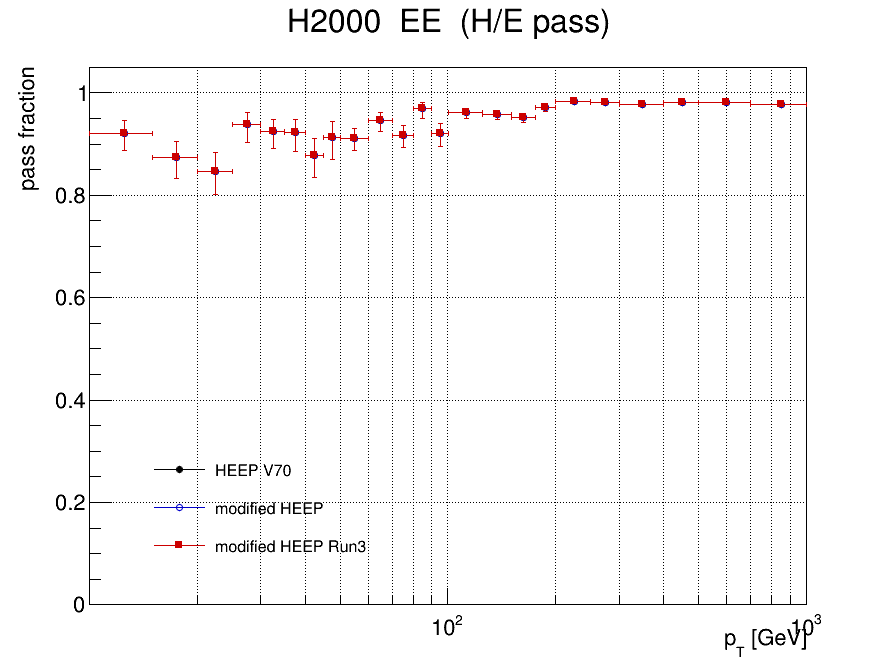 H2000 EE (H/E pass)
pass fraction
1
0.8
0.6
0.4
0.2
0
HEEP V70
modified HEEP
modified HEEP Run3
10²
10³
p_T [GeV]